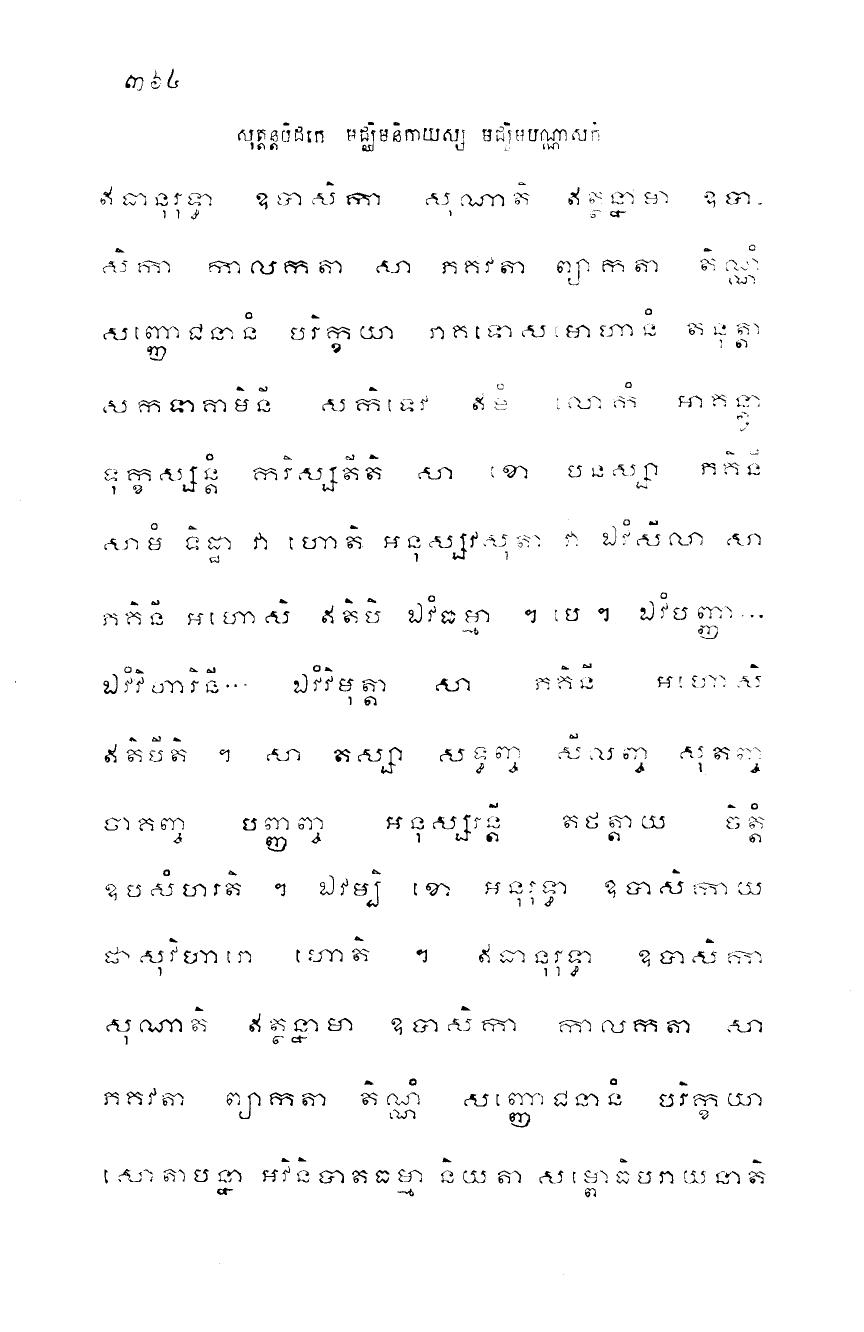 ៣៦៤
សុត្តន្តបិដកេ មជ្ឈិមនិកាយស្ស មជ្ឈិមបណ្ណាសកំ
ឥធានុរុទ្ធា ឧបាសិកា សុណាតិ ឥត្ថន្នាមា ឧបា-
សិកា កាលកតា សា ភគវតា ព្យាកតា តិណ្ណំ
សញ្ញោជនានំ បរិក្ខយា រាគទោសមោហានំ តនុត្តា
សកទាគាមិនី សកិទេវ ឥមំ លោកំ អាគន្ត្វា
ទុក្ខស្សន្តំ ករិស្សតីតិ សា ខោ បនស្សា ភគិនី
សាមំ ទិដ្ឋា វា ហោតិ អនុស្សវសុតា វា ឯវំសីលា សា
ភគិនី អហោសិ ឥតិបិ ឯវំធម្មា ។ បេ ។ ឯវំបញ្ញា...
ឯវំវិហារិនី... ឯវំវិមុត្តា សា ភគិនី អហោសិ
ឥតិបីតិ ។ សា តស្សា សទ្ធញ្ច សីលញ្ច សុតញ្ច
ចាគញ្ច បញ្ញញ្ច អនុស្សរន្តី តថត្តាយ ចិត្តំ
ឧបសំហរតិ ។ ឯវម្បិ ខោ អនុរុទ្ធា ឧបាសិកាយ
ផាសុវិហារោ ហោតិ ។ ឥធានុរុទ្ធា ឧបាសិកា
សុណាតិ ឥត្ថន្នាមា ឧបាសិកា កាលកតា សា
ភគវតា ព្យាកតា តិណ្ណំ សញ្ញោជនានំ បរិក្ខយា
សោតាបន្នា អវិនិបាតធម្មា និយតា សម្ពោធិបរាយនាតិ